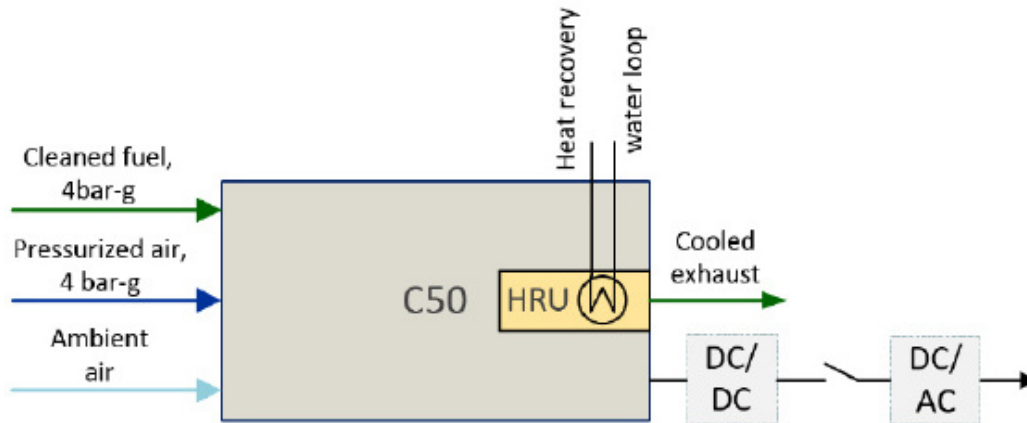 Heat recovery
water loop
Cleaned fuel,
4bar-g
Pressurized air,
4 bar-g
Ambient
air
C50
HRU
Cooled
exhaust
DC/
DC
DC/
AC